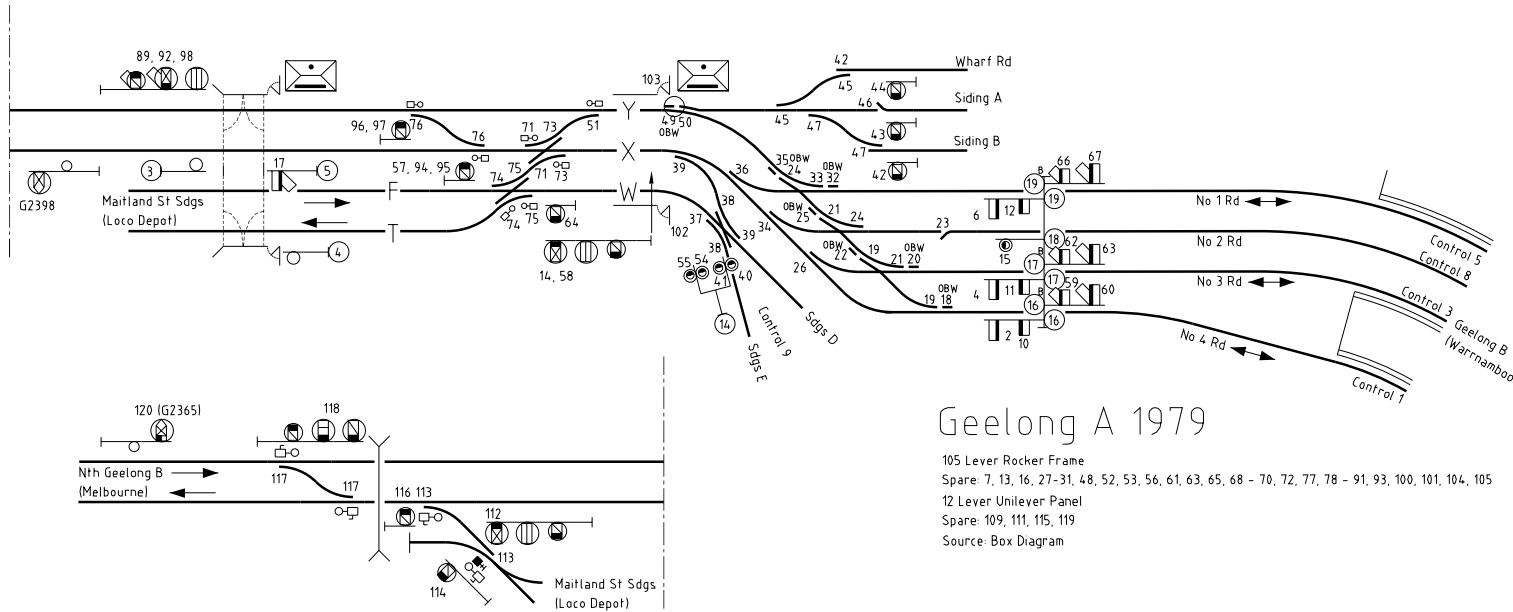 89, 92, 98
103
42
Wharf Rd
45
44
Siding A
46
Y
49 50
OBW
45
47
43
Siding B
47
42
96, 97
76
76
71
73
51
X
57, 94, 95
75
74
71
73
39
36
35
OBW
24
33
OBW
32
3
17
5
G2398
Maitland St Sdgs
(Loco Depot)
F
T
4
W
74
75
64
14, 58
102
37
38
39
38
34
OBW
25
21
24
23
26
OBW
22
19
21
OBW
20
19
OBW
18
55
54
41
40
14
Control 9
Sdgs D
Sdgs E
B
66
67
19
19
6
12
No 1 Rd
Control 5
15
18
B
62
63
No 2 Rd
Control 8
17
17
4
11
B
59
60
No 3 Rd
Control 3
Geelong B
(Warrnamboo
16
16
2
10
No 4 Rd
Control 1
120 (G2365)
118
Nth Geelong B
(Melbourne)
117
117
116
113
112
113
114
Maitland St Sdgs
(Loco Depot)
Geelong A 1979
105 Lever Rocker Frame
Spare: 7, 13, 16, 27-31, 48, 52, 53, 56, 61, 63, 65, 68 - 70, 72, 77, 78 - 91, 93, 100, 101, 104, 105
12 Lever Unilever Panel
Spare: 109, 111, 115, 119
Source: Box Diagram